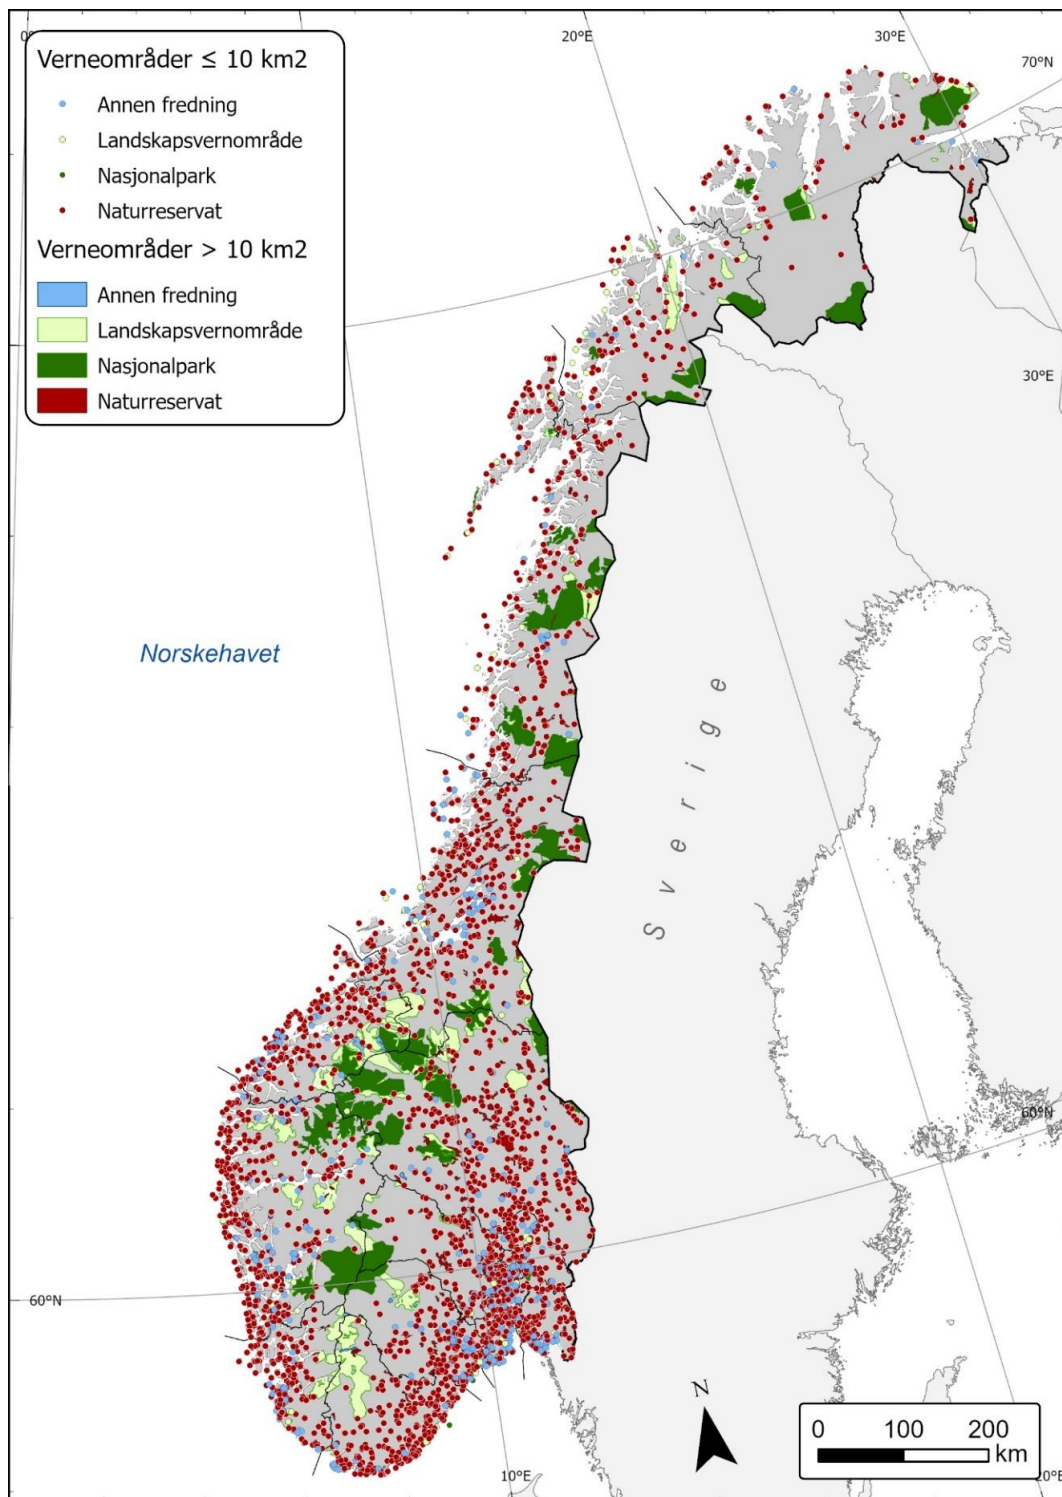 0°
20°E
30°E
70°N
Verneområder ≤ 10 km2
Annen fredning
Landskapsvernområde
Nasjonalpark
Naturreservat
Verneområder > 10 km2
Annen fredning
Landskapsvernområde
Nasjonalpark
Naturreservat
30°E
Norskehavet
Sverige
60°N
60°N
N
0 100 200
km
10°E
20°E